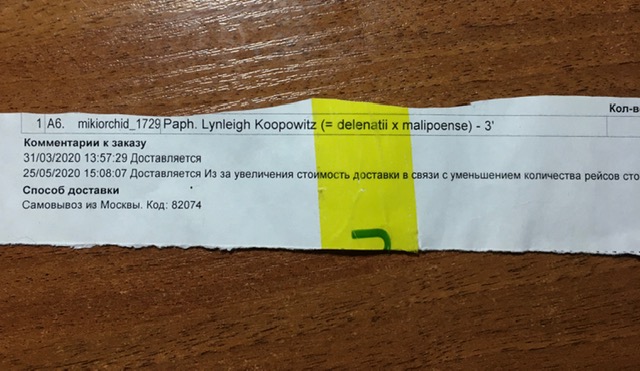 Кол-в
1 А6. mikiorchid_1729 Paph. Lynleigh Koopowitz (= delenatii x malipoense) - 3'
Комментарии к заказу
31/03/2020 13:57:29 Доставляется
25/05/2020 15:08:07 Доставляется Из за увеличения стоимость доставки в связи с уменьшением количества рейсов сто
Способ доставки
Самовывоз из Москвы. Код: 82074